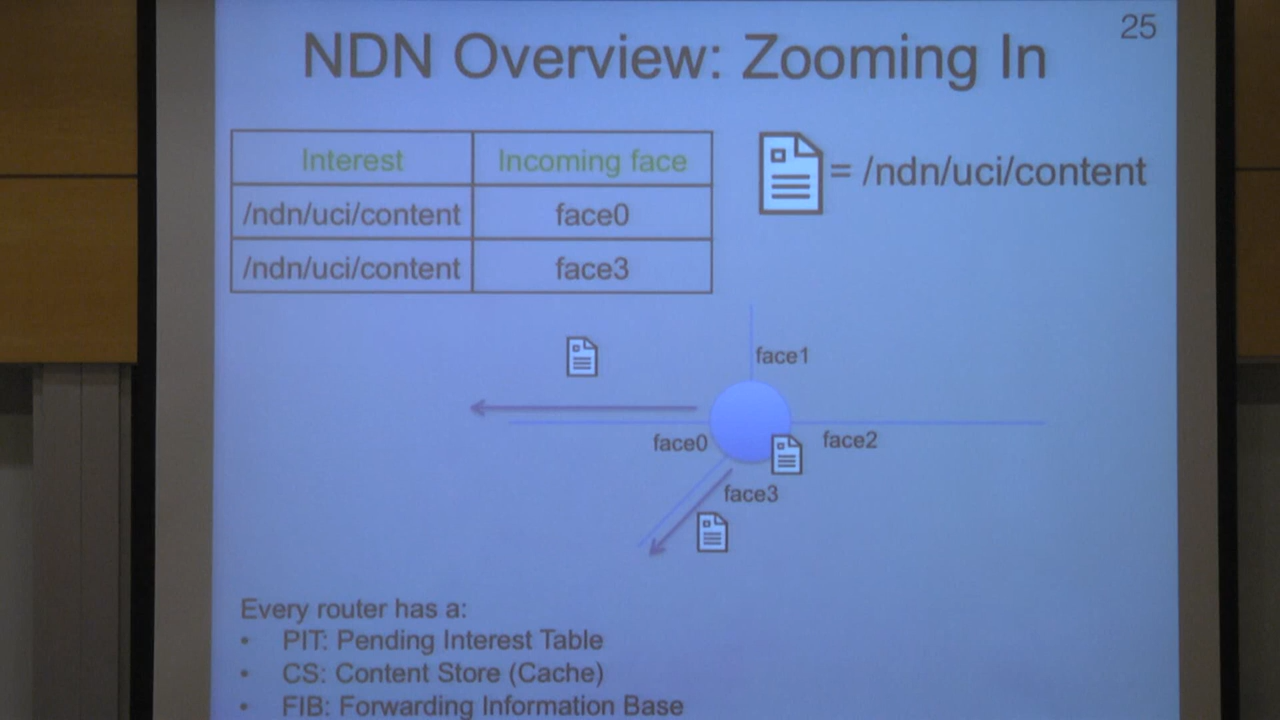 25
NDN Overview: Zooming In
Interest Incoming face
/ndn/uci/content face0
/ndn/uci/content face3
= /ndn/uci/content
face1
face0 face2
face3
Every router has a:
• PIT: Pending Interest Table
• CS: Content Store (Cache)
• FIB: Forwarding Information Base